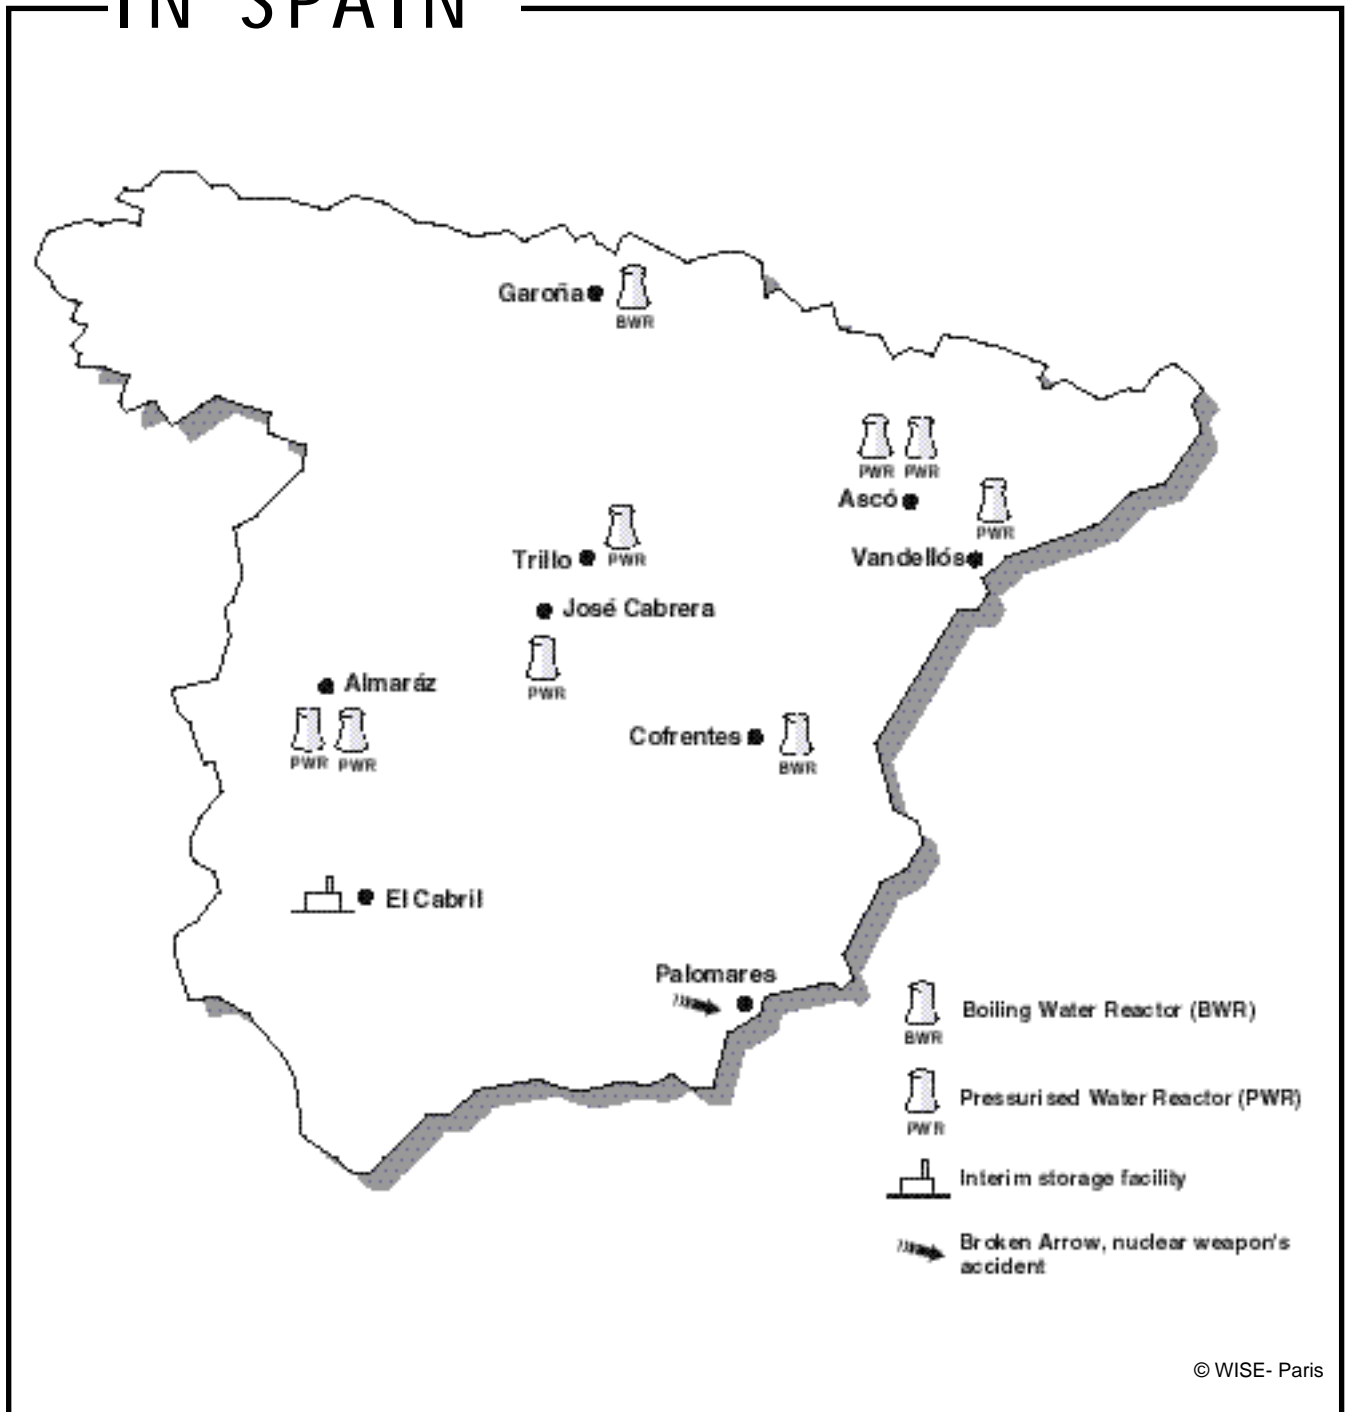 IN SPAIN
Garoña
BWR
PWR PWR
Ascó
PWR
Vandellós
Trillo
PWR
José Cabrera
PWR
Almaráz
PWR PWR
Cofrentes
BWR
El Cabril
Palomares
Boiling Water Reactor (BWR)
BWR
Pressurised Water Reactor (PWR)
PWR
Interim storage facility
Broken Arrow, nuclear weapon's
accident
© WISE- Paris